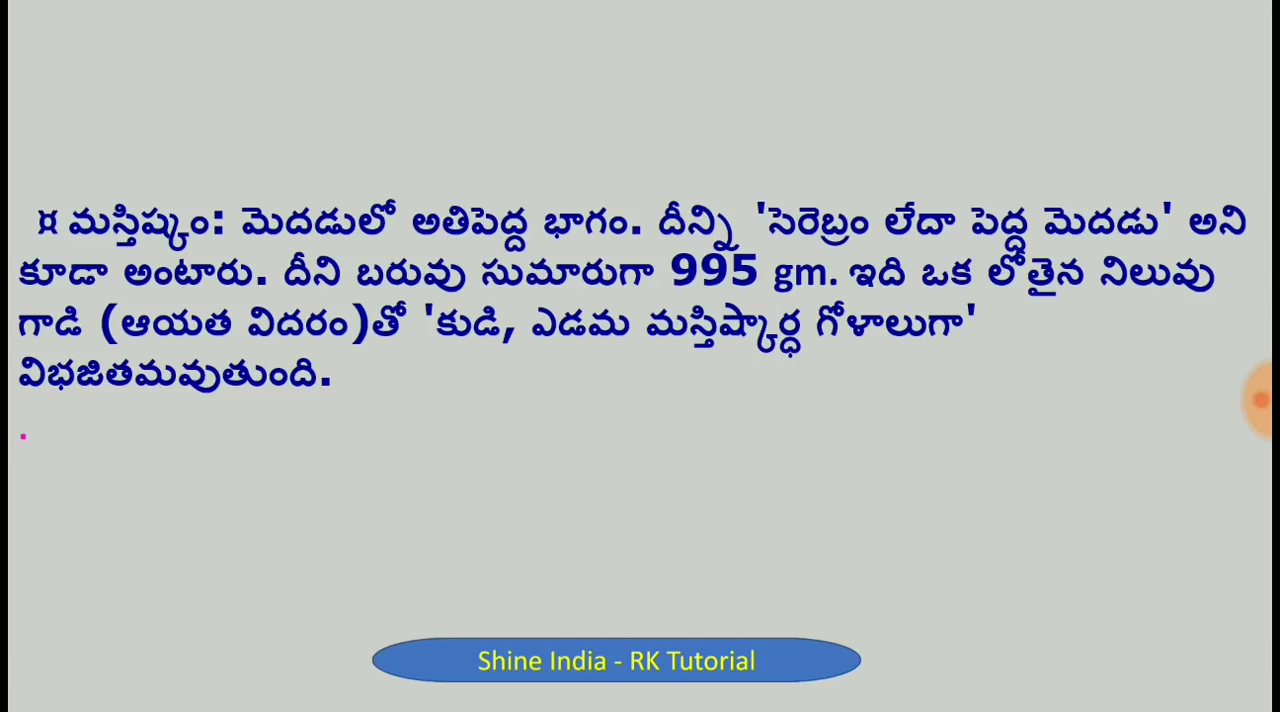 ¤ మస్తిష్కం: మెదడులో అతిపెద్ద భాగం. దీన్ని 'సెరెబ్రం లేదా పెద్ద మెదడు' అని
కూడా అంటారు. దీని బరువు సుమారుగా 995 gm. ఇది ఒక లోతైన నిలువు
గాడి (ఆయత విదరం)తో 'కుడి, ఎడమ మస్తిష్కార్ధ గోళాలుగా'
విభజితమవుతుంది.
.
Shine India - RK Tutorial